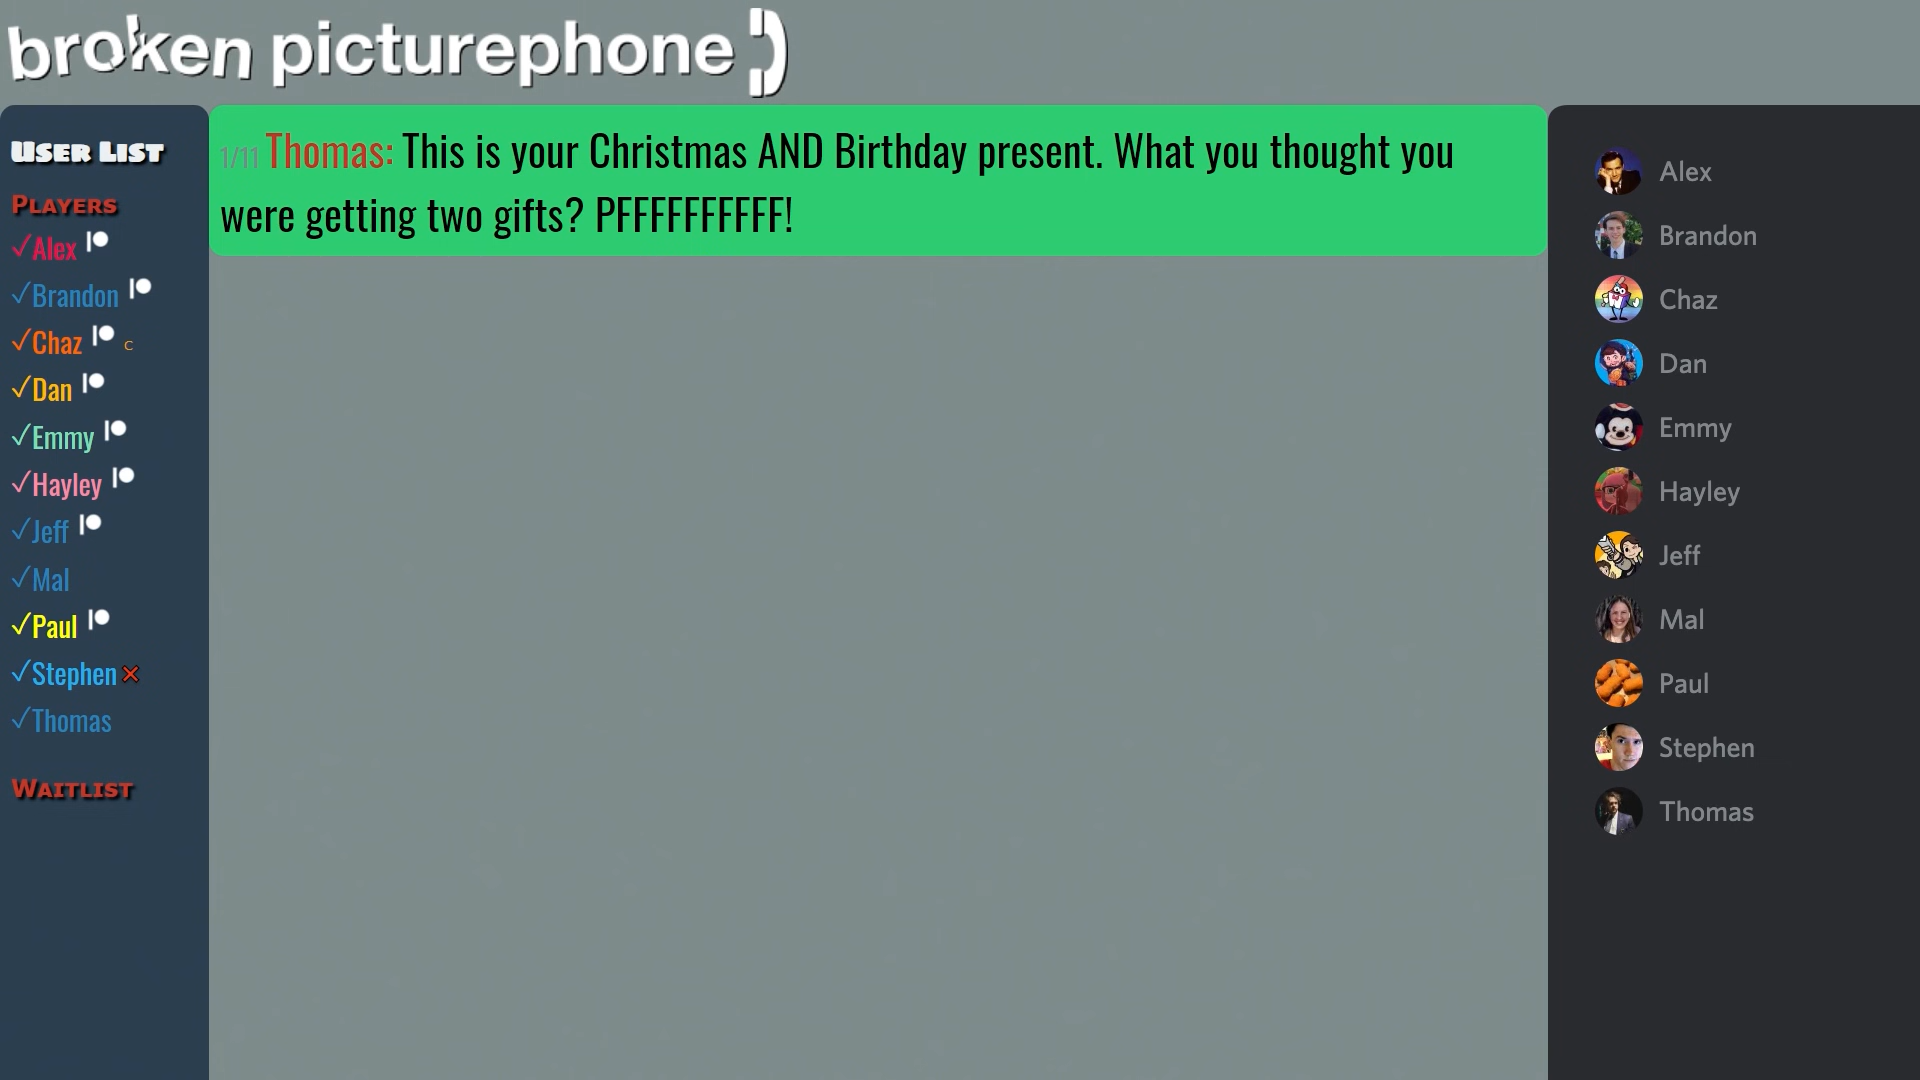 broken picturephone
User List
Players
✓Alex
✓Brandon
✓Chaz C
✓Dan
✓Emmy
✓Hayley
✓Jeff
✓Mal
✓Paul
✓Stephen✕
✓Thomas
Waitlist
1/11 Thomas: This is your Christmas AND Birthday present. What you thought you
were getting two gifts? PFFFFFFFFFF!
Alex
Brandon
Chaz
Dan
Emmy
Hayley
Jeff
Mal
Paul
Stephen
Thomas